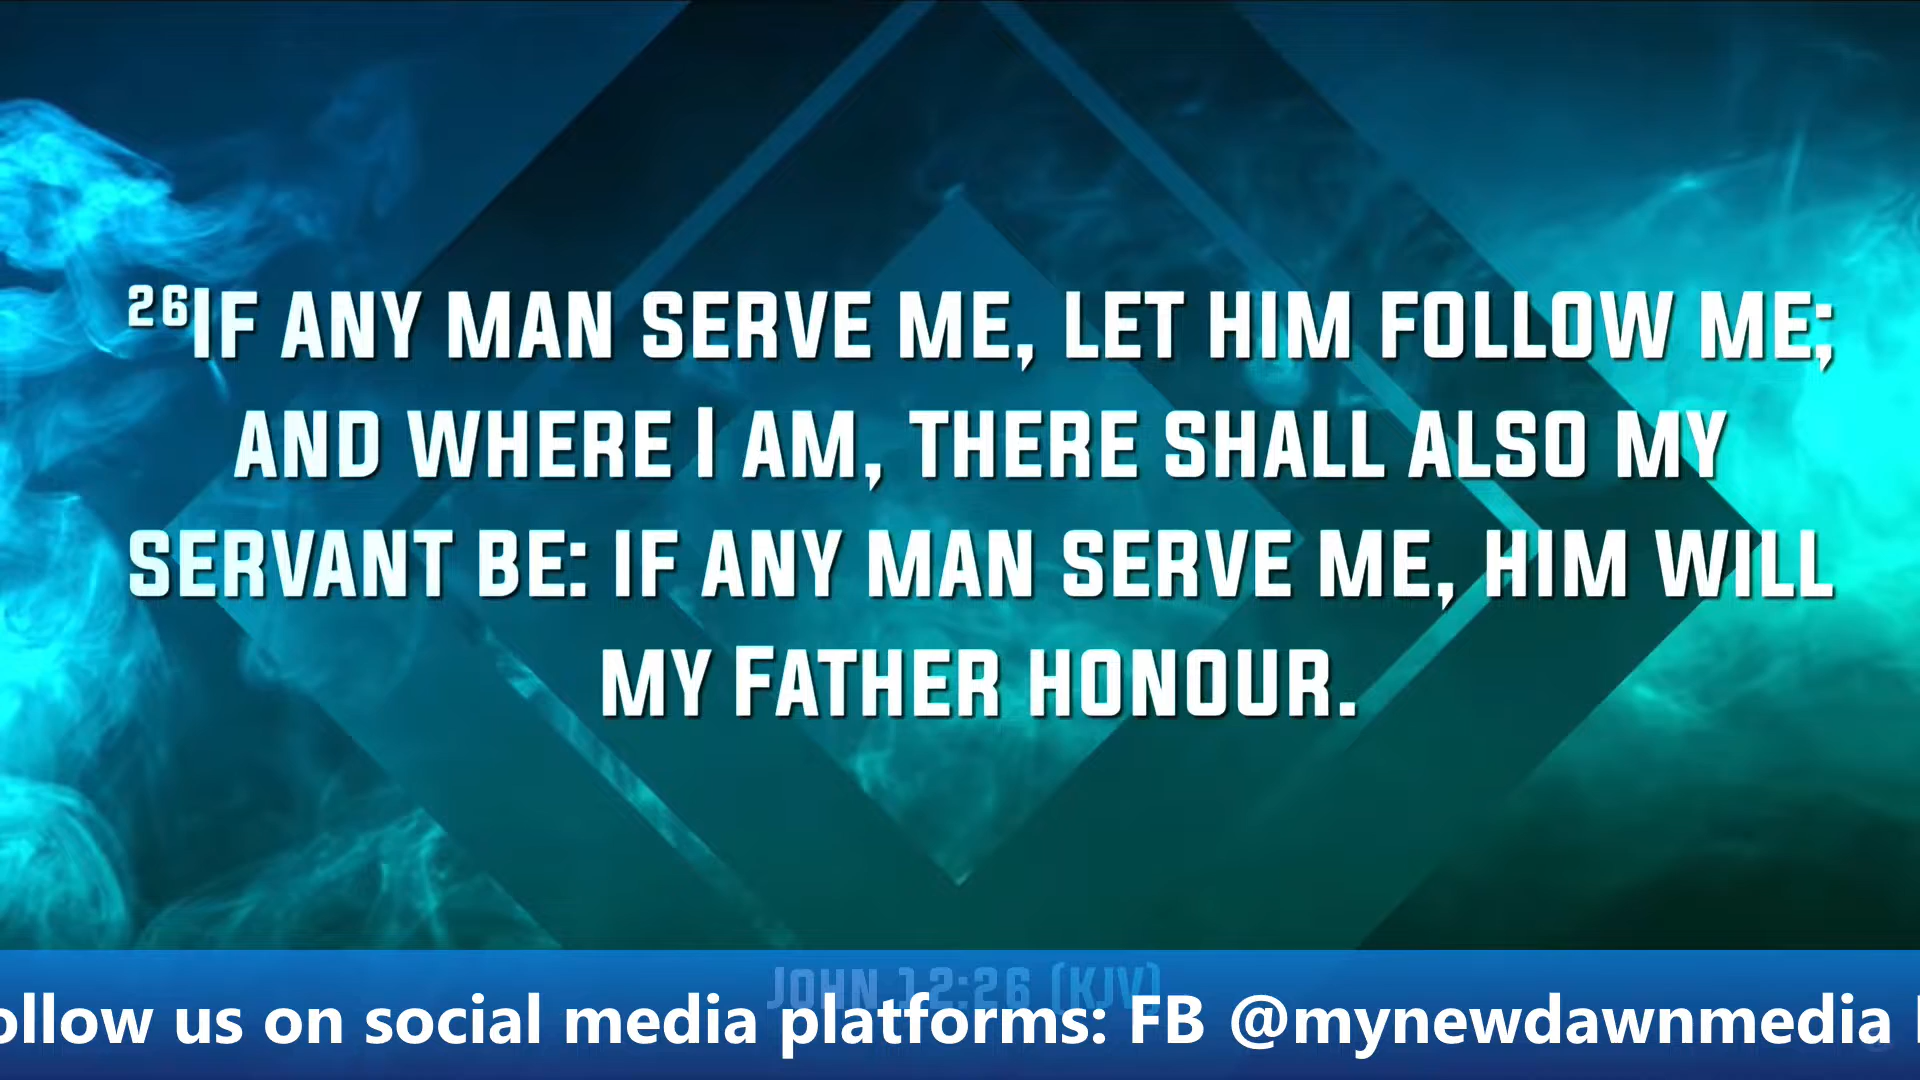 26IF ANY MAN SERVE ME, LET HIM FOLLOW ME;
AND WHERE I AM, THERE SHALL ALSO MY
SERVANT BE: IF ANY MAN SERVE ME, HIM WILL
MY FATHER HONOUR.
JOHN 12:26 (KJV)
ollow us on social media platforms: FB @mynewdawnmedia